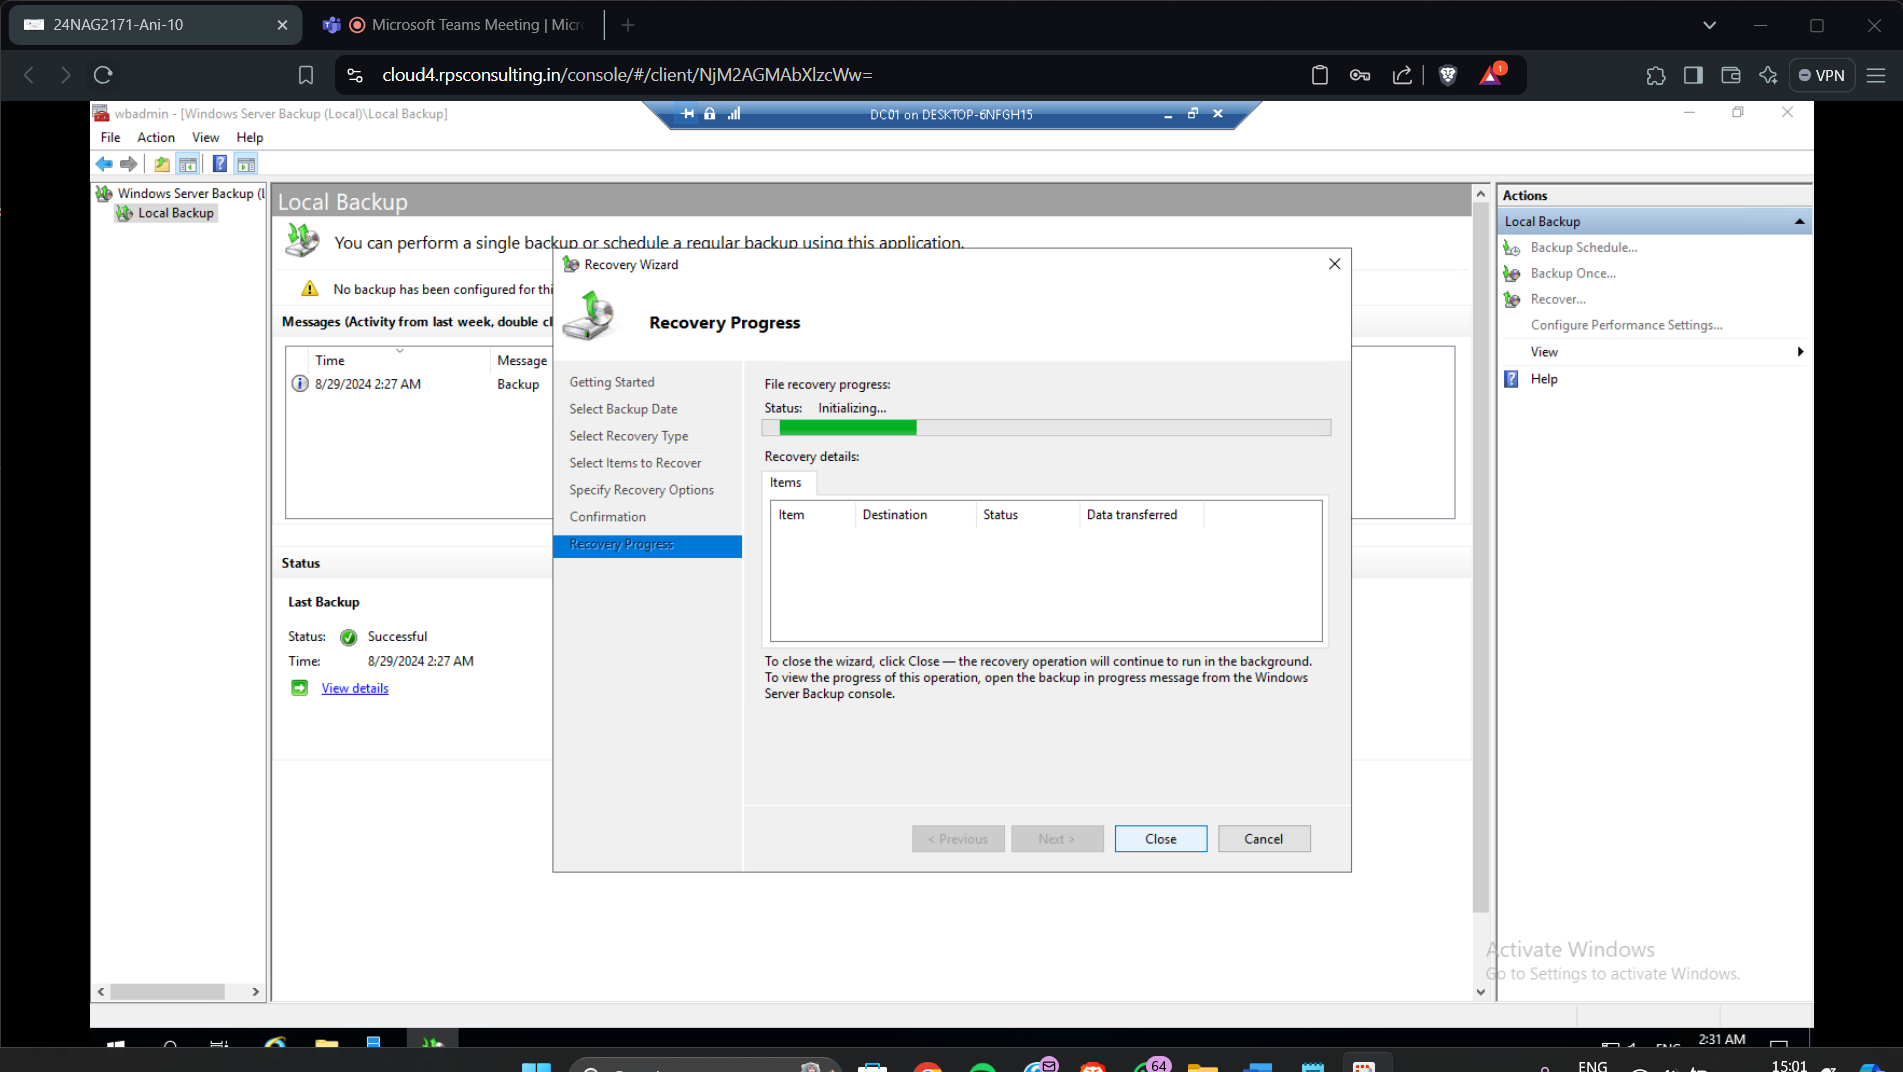 24NAG2171-Ani-10
Microsoft Teams Meeting | Micr
cloud4.rpsconsulting.in/console/#/client/NjM2AGMAbXlzcWw=
1
VPN
wbadmin - [Windows Server Backup (Local)\Local Backup]
DC01 on DESKTOP-6NFGH15
File Action View Help
Windows Server Backup (L
Local Backup
Local Backup
You can perform a single backup or schedule a regular backup using this application.
No backup has been configured for thi
Messages (Activity from last week, double cl
Time Message
8/29/2024 2:27 AM Backup
Status
Last Backup
Status: Successful
Time: 8/29/2024 2:27 AM
View details
Recovery Wizard
Recovery Progress
Getting Started
Select Backup Date
Select Recovery Type
Select Items to Recover
Specify Recovery Options
Confirmation
Recovery Progress
File recovery progress:
Status: Initializing...
Recovery details:
Items
Item Destination Status Data transferred
To close the wizard, click Close — the recovery operation will continue to run in the background.
To view the progress of this operation, open the backup in progress message from the Windows
Server Backup console.
< Previous Next > Close Cancel
Actions
Local Backup
Backup Schedule...
Backup Once...
Recover...
Configure Performance Settings...
View
Help
Activate Windows
Go to Settings to activate Windows.
2:31 AM
64
ENG
15:01